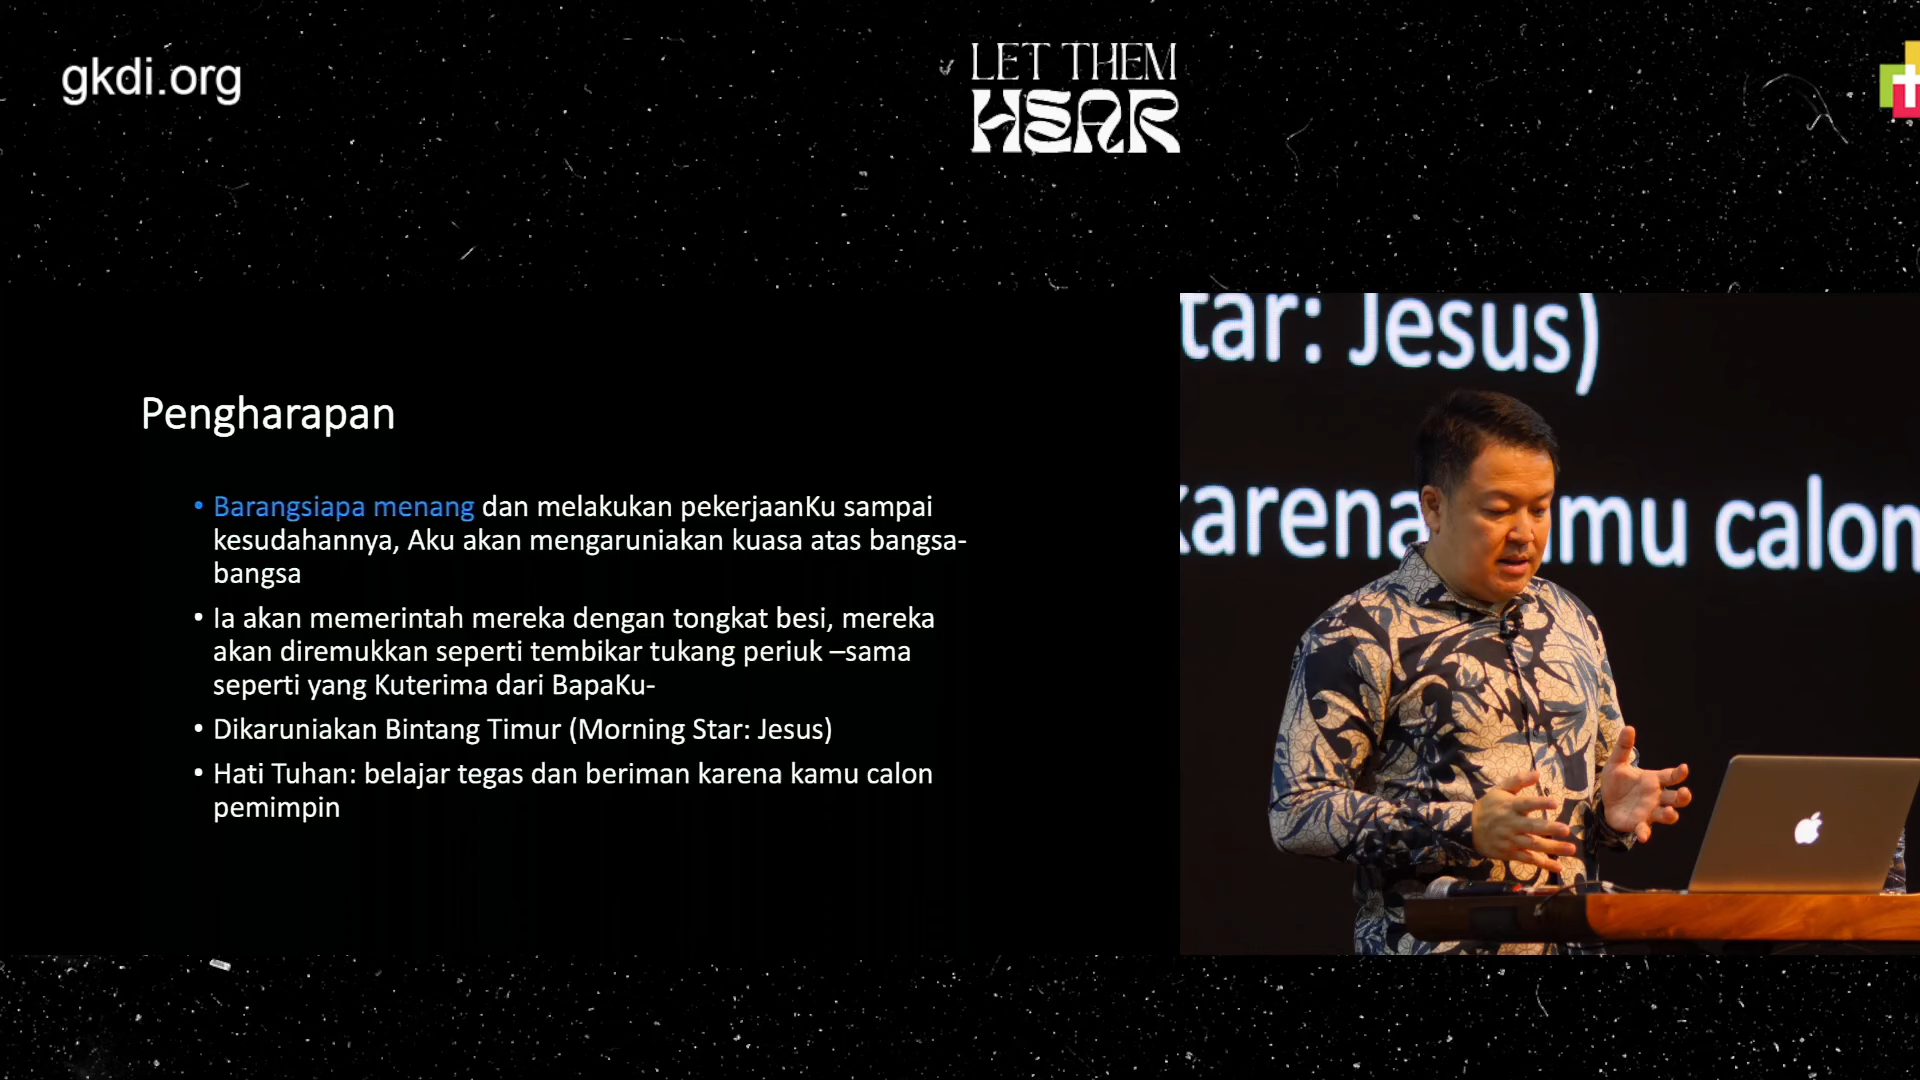 gkdi.org
LET THEM
HEAR
Pengharapan
• Barangsiapa menang dan melakukan pekerjaanKu sampai
kesudahannya, Aku akan mengaruniakan kuasa atas bangsa-
bangsa
• Ia akan memerintah mereka dengan tongkat besi, mereka
akan diremukkan seperti tembikar tukang periuk –sama
seperti yang Kuterima dari BapaKu-
• Dikaruniakan Bintang Timur (Morning Star: Jesus)
• Hati Tuhan: belajar tegas dan beriman karena kamu calon
pemimpin
tar: Jesus)
karena kamu calon